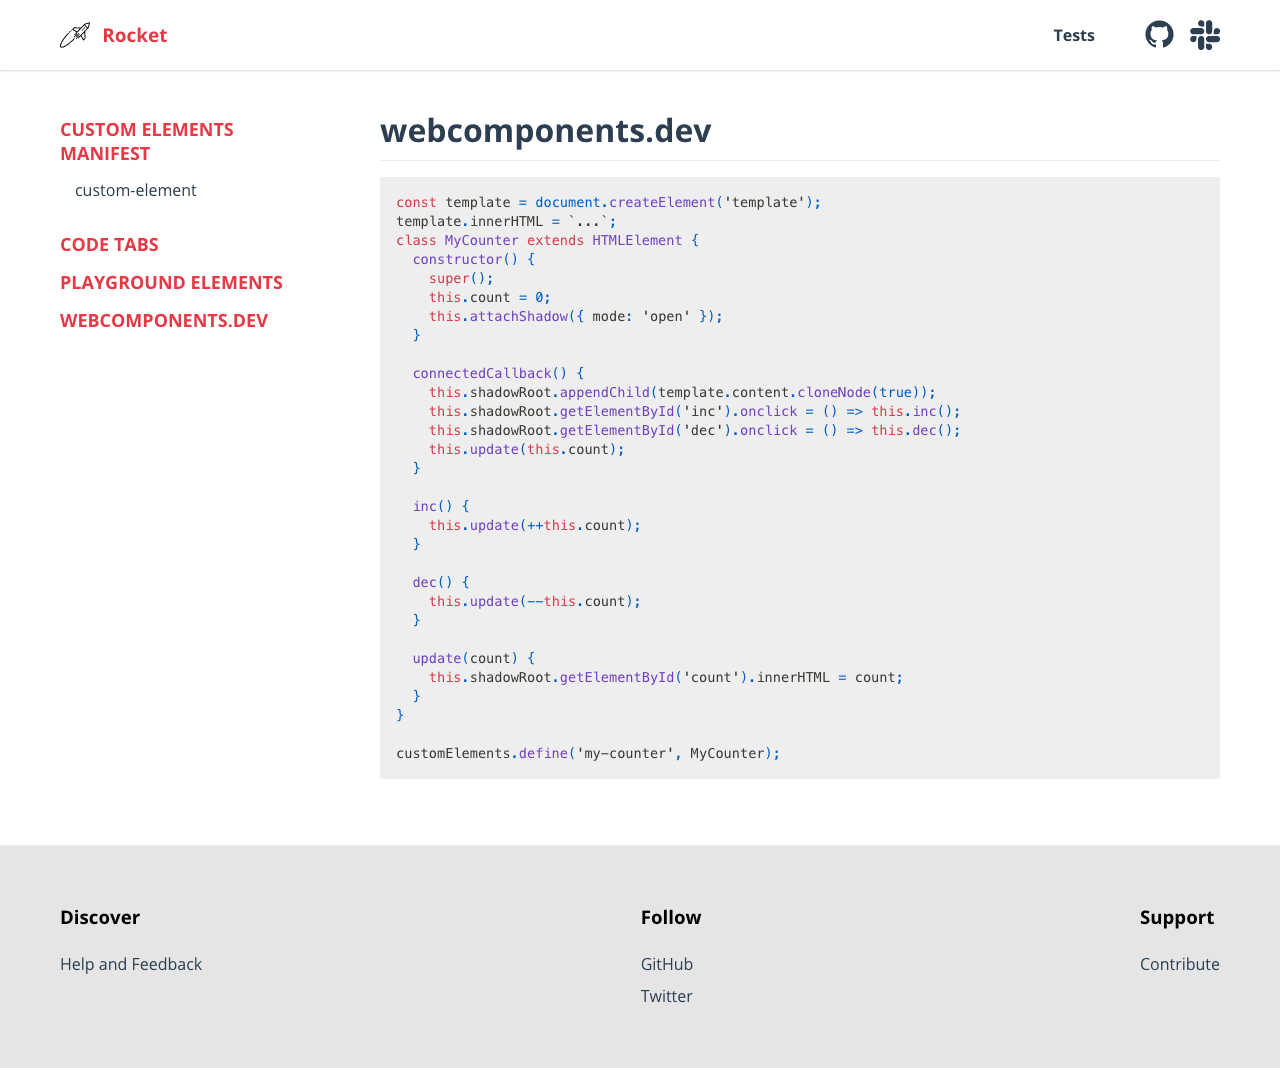 Rocket
Tests
CUSTOM ELEMENTS
MANIFEST
custom-element
CODE TABS
PLAYGROUND ELEMENTS
WEBCOMPONENTS.DEV
webcomponents.dev
const template = document.createElement('template');
template.innerHTML = `...`;
class MyCounter extends HTMLElement {
  constructor() {
    super();
    this.count = 0;
    this.attachShadow({ mode: 'open' });
  }

  connectedCallback() {
    this.shadowRoot.appendChild(template.content.cloneNode(true));
    this.shadowRoot.getElementById('inc').onclick = () => this.inc();
    this.shadowRoot.getElementById('dec').onclick = () => this.dec();
    this.update(this.count);
  }

  inc() {
    this.update(++this.count);
  }

  dec() {
    this.update(--this.count);
  }

  update(count) {
    this.shadowRoot.getElementById('count').innerHTML = count;
  }
}

customElements.define('my-counter', MyCounter);
Discover
Help and Feedback
Follow
GitHub
Twitter
Support
Contribute